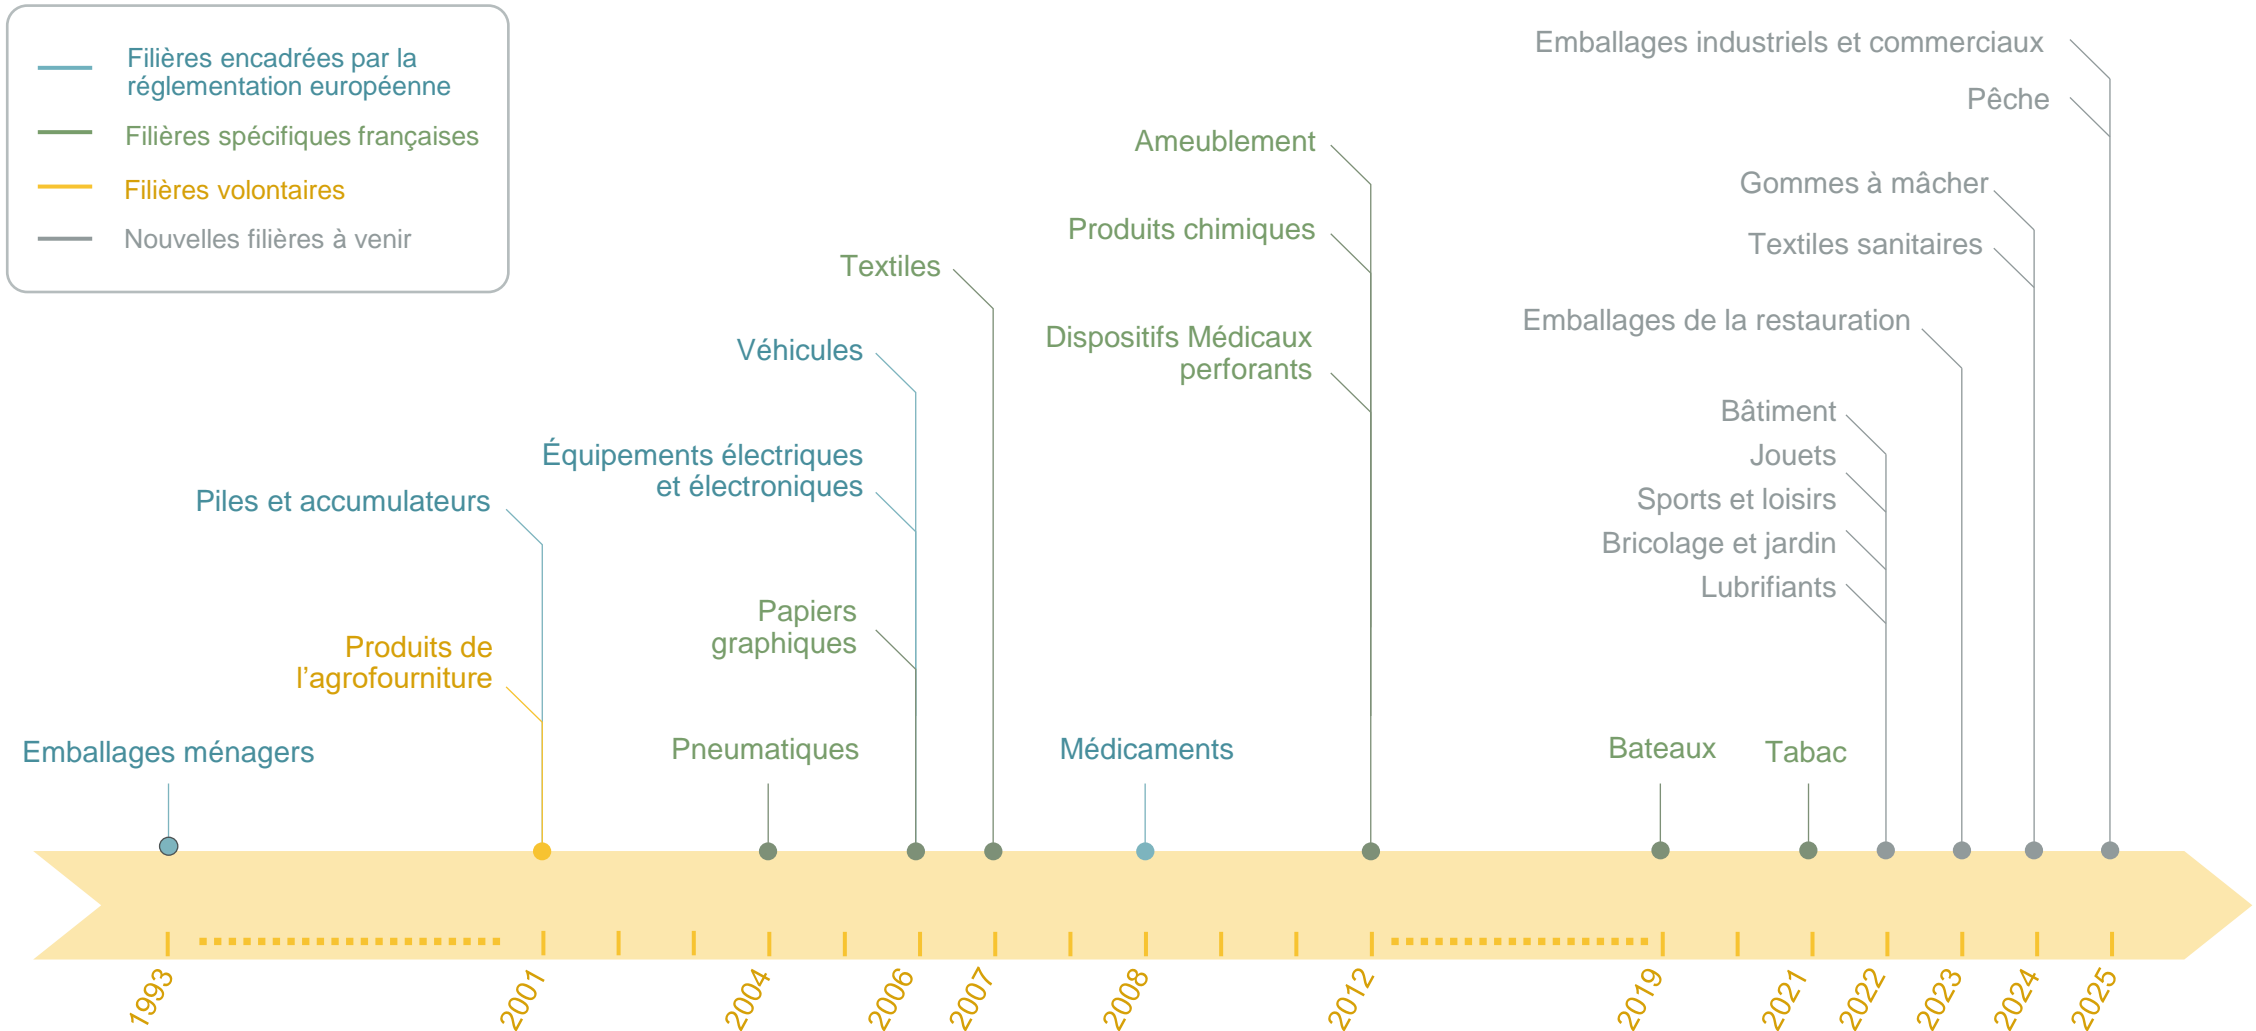 Filières encadrées par la
réglementation européenne
Filières spécifiques françaises
Filières volontaires
Nouvelles filières à venir
Emballages ménagers
Piles et accumulateurs
Produits de
l'agrofourniture
Pneumatiques
Véhicules
Équipements électriques
et électroniques
Papiers
graphiques
Textiles
Médicaments
Ameublement
Produits chimiques
Dispositifs Médicaux
perforants
Bateaux
Tabac
Bâtiment
Jouets
Sports et loisirs
Bricolage et jardin
Lubrifiants
Emballages de la restauration
Gommes à mâcher
Textiles sanitaires
Emballages industriels et commerciaux
Pêche
1993
2001
2004
2006
2007
2008
2012
2019
2021
2022
2023
2024
2025